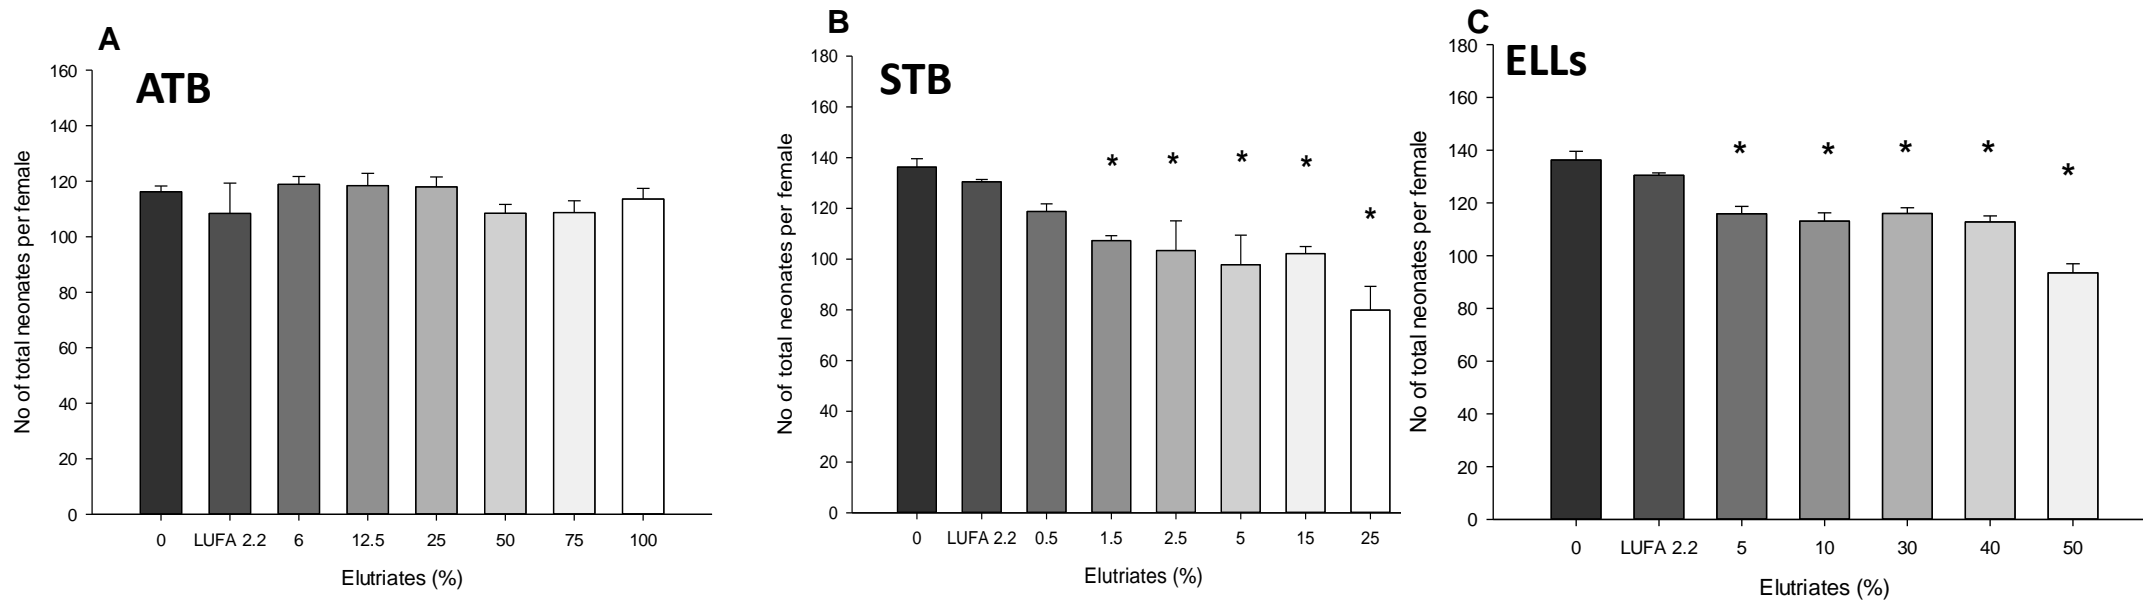 A
ATB
No of total neonates per female
160
140
120
100
80
60
40
20
0
0 LUFA 2.2 6 12.5 25 50 75 100
Elutriates (%)
B
STB
No of total neonates per female
180
160
140
120
100
80
60
40
20
0
* * * * *
0 LUFA 2.2 0.5 1.5 2.5 5 15 25
Elutriates (%)
C
ELLs
No of total neonates per female
180
160
140
120
100
80
60
40
20
0
* * * * *
0 LUFA 2.2 5 10 30 40 50
Elutriates (%)